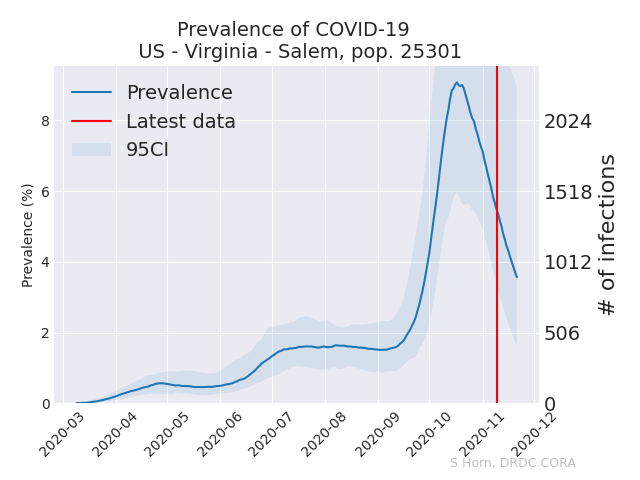 Prevalence of COVID-19
US - Virginia - Salem, pop. 25301
Prevalence
Latest data
95CI
Prevalence (%)
8
6
4
2
0
2024
1518
1012
506
0
# of infections
2020-03
2020-04
2020-05
2020-06
2020-07
2020-08
2020-09
2020-10
2020-11
2020-12
S Horn, DRDC CORA